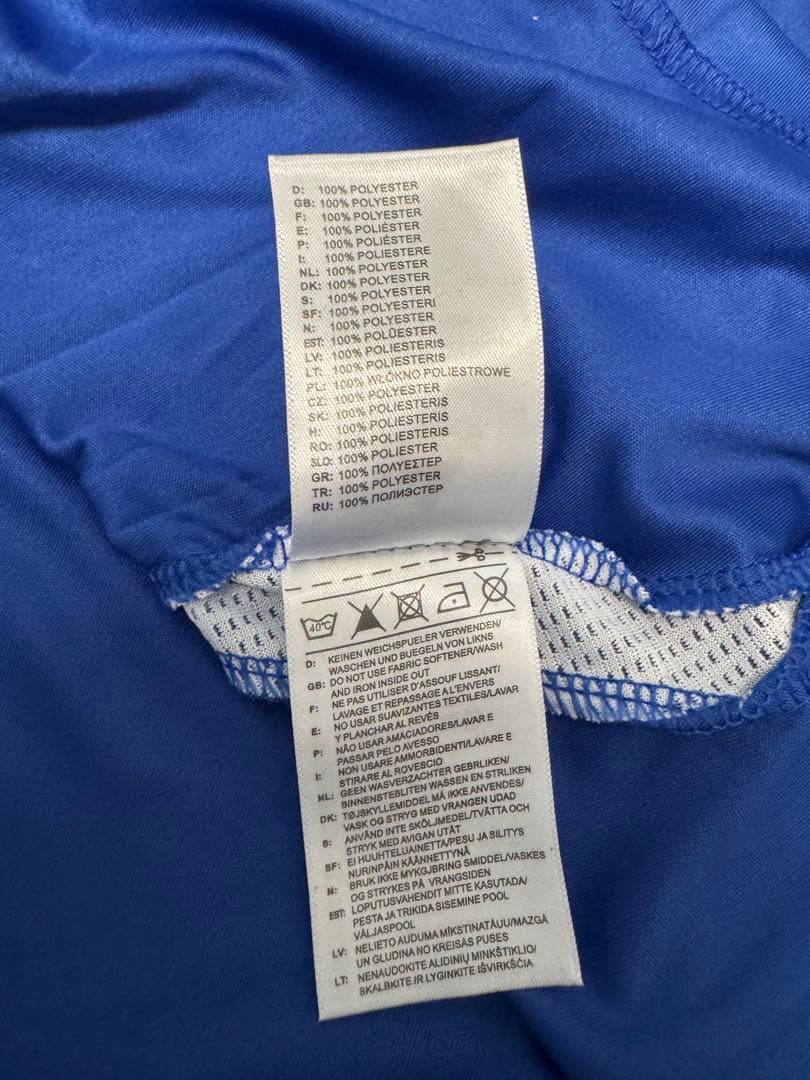 D: 100% POLYESTER
GB: 100% POLYESTER
F: 100% POLYESTER
E: 100% POLIÉSTER
P: 100% POLIÉSTER
I: 100% POLIESTERE
NL: 100% POLYESTER
DK: 100% POLYESTER
S: 100% POLYESTER
SF: 100% POLYESTERI
N: 100% POLYESTER
EST: 100% POLÜESTER
LV: 100% POLIESTERIS
LT: 100% POLIESTERIS
PL: 100% WŁÓKNO POLIESTROWE
CZ: 100% POLYESTER
SK: 100% POLIESTERIS
H: 100% POLIESTERIS
RO: 100% POLIESTERIS
SLO: 100% POLIESTER
GR: 100% ΠΟΛΥΕΣΤΕΡ
TR: 100% POLYESTER
RU: 100% ПОЛИЭСТЕР
40°C
D: KEINEN WEICHSPUELER VERWENDEN/
WASCHEN UND BUEGELN VON LIKNS
GB: DO NOT USE FABRIC SOFTENER/WASH
AND IRON INSIDE OUT
F: NE PAS UTILISER D'ASSOUF LISSANT/
LAVAGE ET REPASSAGE A L'ENVERS
E: NO USAR SUAVIZANTES TEXTILES/LAVAR
Y PLANCHAR AL REVÉS
P: NÃO USAR AMACIADORES/LAVAR E
PASSAR PELO AVESSO
I: NON USARE AMMORBIDENTI/LAVARE E
STIRARE AL ROVESCIO
NL: GEEN WASVERZACHTER GEBRLIKEN/
BINNENSTEBLITEN WASSEN EN STRLIKEN
DK: TØJSKYLLEMIDDEL MÅ IKKE ANVENDES/
VASK OG STRYG MED VRANGEN UDAD
S: ANVÄND INTE SKÖLJMEDEL/TVÄTTA OCH
STRYK MED AVIGAN UTÅT
SF: EI HUUHTELUAINETTA/PESU JA SILITYS
NURINPÄIN KÄÄNNETTYNÄ
N: BRUK IKKE MYKGJØRING SMIDDEL/VASKES
OG STRYKES PÅ VRANGSIDEN
EST: LOPUTUSVAHENDIT MITTE KASUTADA/
PESTA JA TRIKIDA SISEMINE POOL
VÄLJASPOOL
LV: NELIETO AUDUMA MIKSTINATĀUU/MAZGĀ
UN GLUDINA NO KREISĀS PUSES
LT: NENAUDOKITE ALIDINIŲ MINKŠTIKLIO/
SKALBKITE IR LYGINKITE IŠVIRKŠČIA